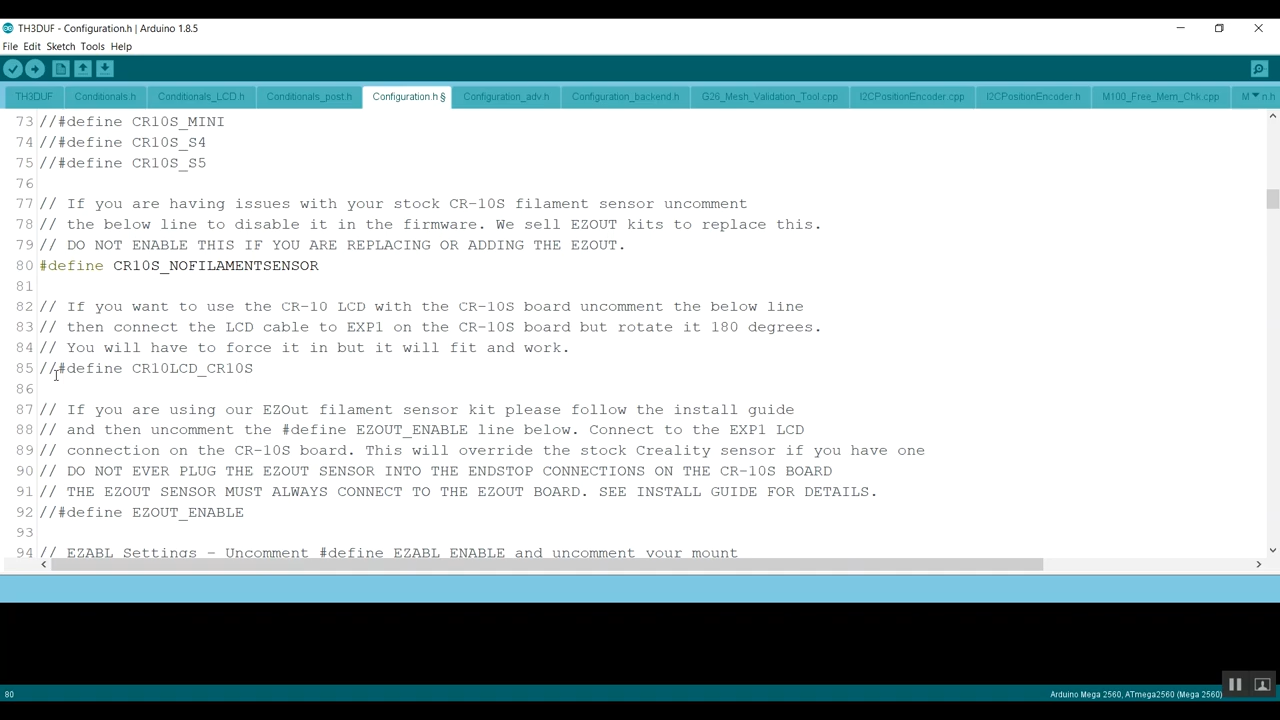 TH3DUF - Configuration.h | Arduino 1.8.5
File Edit Sketch Tools Help
TH3DUF Conditionals.h Conditionals_LCD.h Conditionals_post.h Configuration.h § Configuration_adv.h Configuration_backend.h G26_Mesh_Validation_Tool.cpp I2CPositionEncoder.cpp I2CPositionEncoder.h M100_Free_Mem_Chk.cpp M n.h
73 //#define CR10S_MINI
74 //#define CR10S_S4
75 //#define CR10S_S5
76
77 // If you are having issues with your stock CR-10S filament sensor uncomment
78 // the below line to disable it in the firmware. We sell EZOUT kits to replace this.
79 // DO NOT ENABLE THIS IF YOU ARE REPLACING OR ADDING THE EZOUT.
80 #define CR10S_NOFILAMENTSENSOR
81
82 // If you want to use the CR-10 LCD with the CR-10S board uncomment the below line
83 // then connect the LCD cable to EXP1 on the CR-10S board but rotate it 180 degrees.
84 // You will have to force it in but it will fit and work.
85 //#define CR10LCD_CR10S
86
87 // If you are using our EZOut filament sensor kit please follow the install guide
88 // and then uncomment the #define EZOUT_ENABLE line below. Connect to the EXP1 LCD
89 // connection on the CR-10S board. This will override the stock Creality sensor if you have one
90 // DO NOT EVER PLUG THE EZOUT SENSOR INTO THE ENDSTOP CONNECTIONS ON THE CR-10S BOARD
91 // THE EZOUT SENSOR MUST ALWAYS CONNECT TO THE EZOUT BOARD. SEE INSTALL GUIDE FOR DETAILS.
92 //#define EZOUT_ENABLE
93
94 // EZABL Settings - Uncomment #define EZABL_ENABLE and uncomment your mount
80 Arduino Mega 2560, ATmega2560 (Mega 2560)